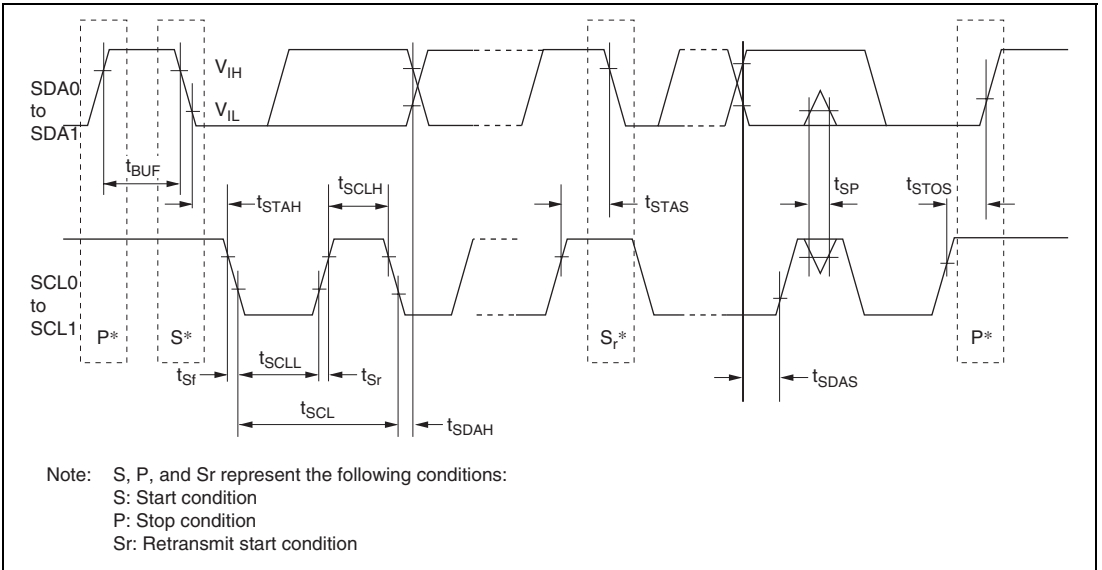 SDA0
to
SDA1
V_IH
V_IL
t_BUF
t_STAH
t_SCLH
t_STAS
t_SP
t_STOS
SCL0
to
SCL1
P*
S*
S_r*
P*
t_Sf
t_SCLL
t_Sr
t_SCL
t_SDAH
t_SDAS
Note: S, P, and Sr represent the following conditions:
S: Start condition
P: Stop condition
Sr: Retransmit start condition